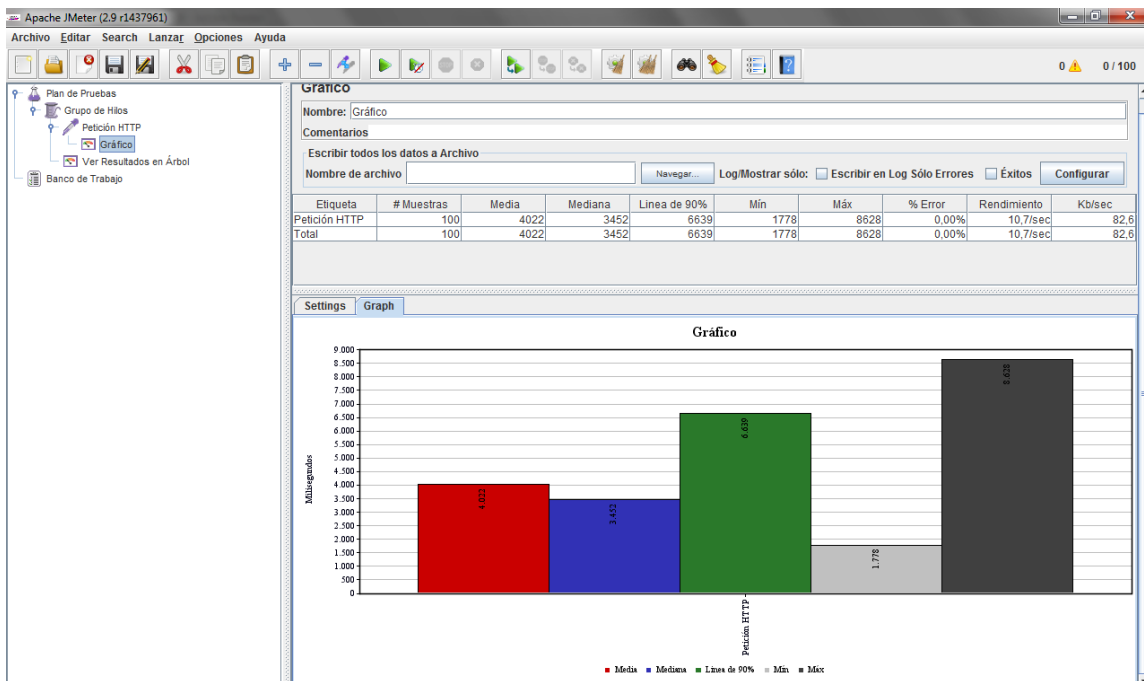 Apache JMeter (2.9 r1437961)
Archivo Editar Search Lanzar Opciones Ayuda
0 0 / 100
Plan de Pruebas
Grupo de Hilos
Petición HTTP
Gráfico
Ver Resultados en Árbol
Banco de Trabajo
Gráfico
Nombre: Gráfico
Comentarios
Escribir todos los datos a Archivo
Nombre de archivo Navegar... Log/Mostrar sólo: Escribir en Log Sólo Errores Éxitos Configurar
Etiqueta # Muestras Media Mediana Linea de 90% Mín Máx % Error Rendimiento Kb/sec
Petición HTTP 100 4022 3452 6639 1778 8628 0,00% 10,7/sec 82,6
Total 100 4022 3452 6639 1778 8628 0,00% 10,7/sec 82,6
Settings Graph
Gráfico
9.000
8.500
8.000
7.500
7.000
6.500
6.000
5.500
5.000
4.500
4.000
3.500
3.000
2.500
2.000
1.500
1.000
500
0
Milisegundos
4.022
3.452
6.639
1.778
8.628
Petición HTTP
Media Mediana Linea de 90% Mín Máx